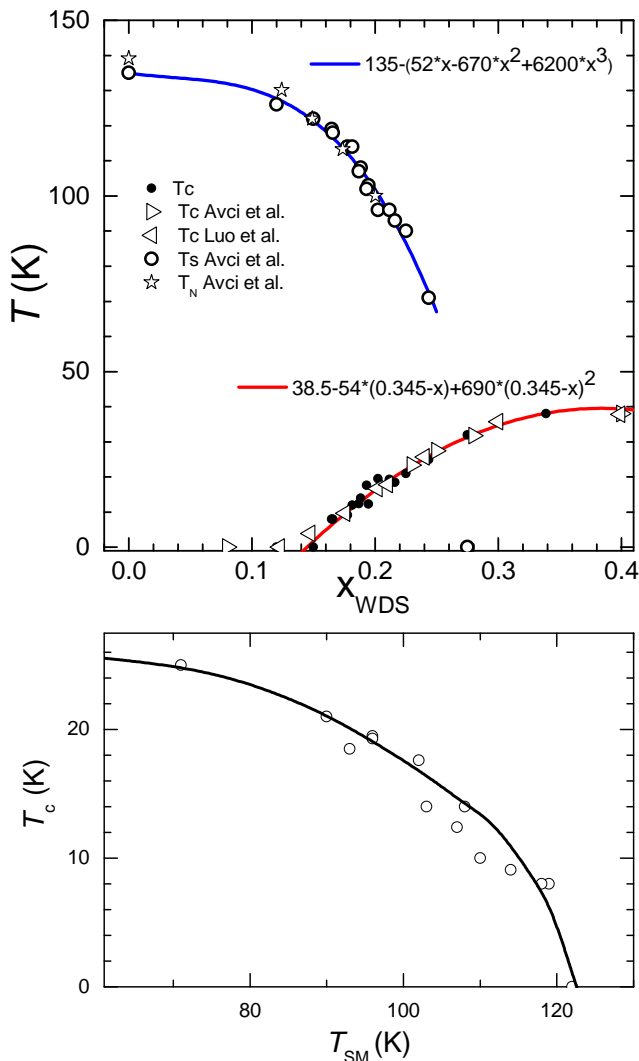 150
135-(52*x-670*x²+6200*x³)
100
Tc
Tc Avci et al.
Tc Luo et al.
Ts Avci et al.
T_N Avci et al.
T (K)
50
38.5-54*(0.345-x)+690*(0.345-x)²
0
0.0 0.1 0.2 0.3 0.4
X_WDS
20
10
0
T_c (K)
80 100 120
T_SM (K)